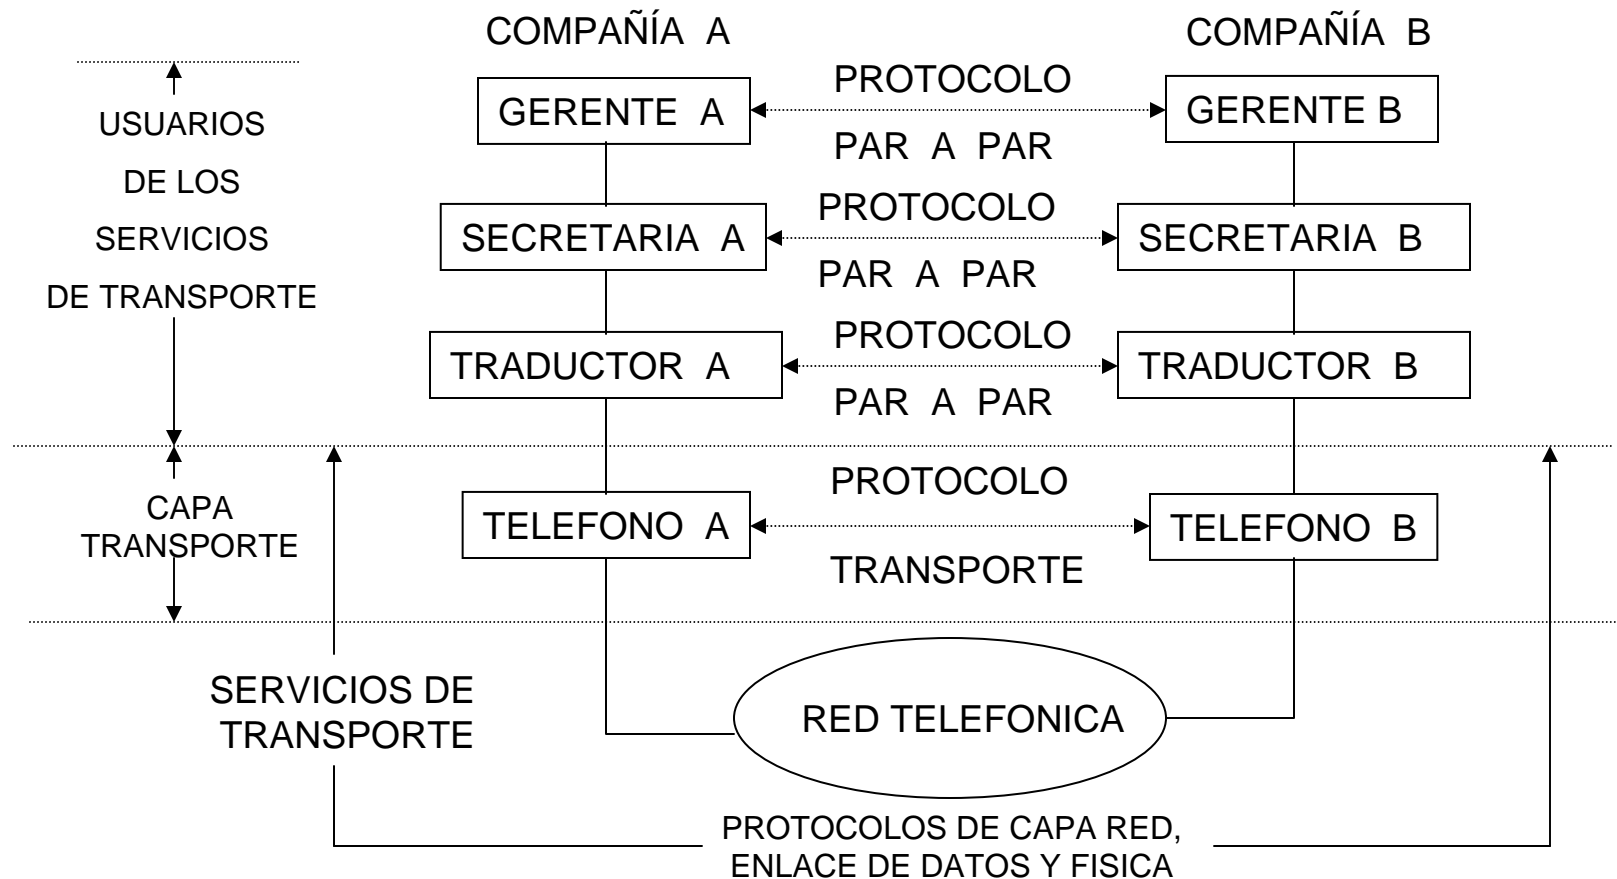 COMPAÑÍA A
COMPAÑÍA B
USUARIOS
DE LOS
SERVICIOS
DE TRANSPORTE
GERENTE A
PROTOCOLO
PAR A PAR
GERENTE B
SECRETARIA A
PROTOCOLO
PAR A PAR
SECRETARIA B
TRADUCTOR A
PROTOCOLO
PAR A PAR
TRADUCTOR B
CAPA
TRANSPORTE
TELEFONO A
PROTOCOLO
TRANSPORTE
TELEFONO B
SERVICIOS DE
TRANSPORTE
RED TELEFONICA
PROTOCOLOS DE CAPA RED,
ENLACE DE DATOS Y FISICA